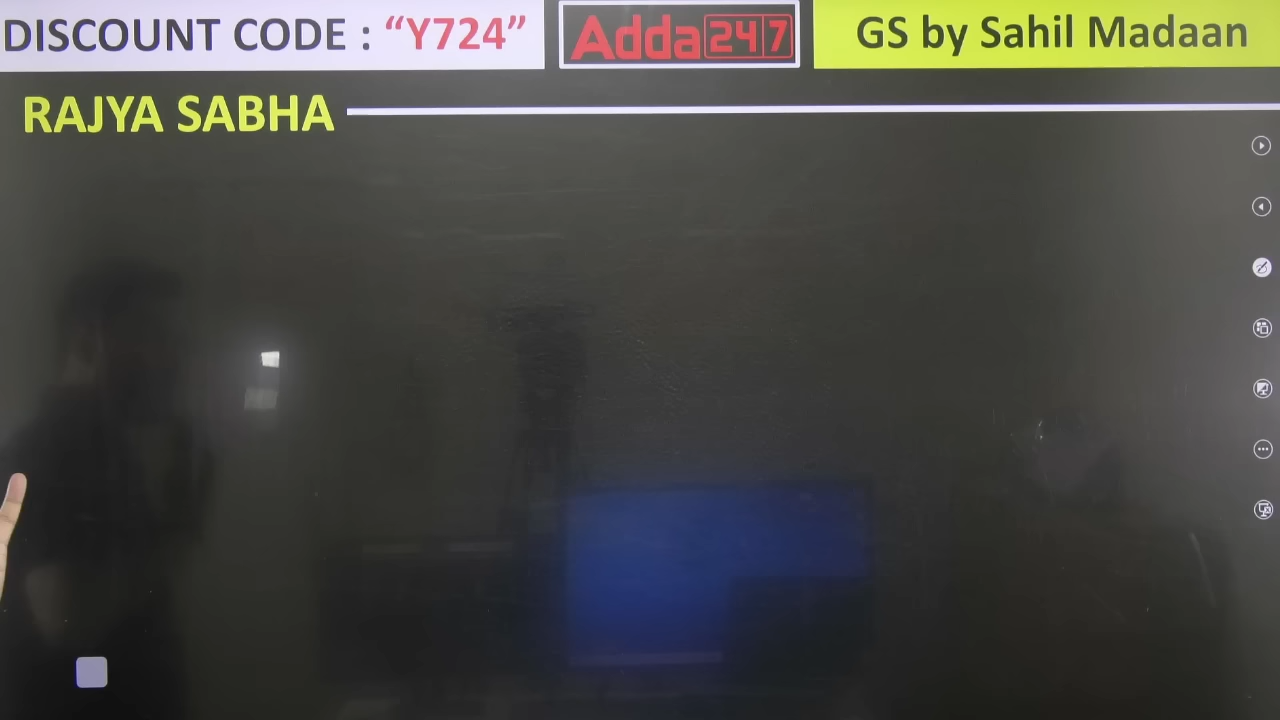 DISCOUNT CODE : “Y724”
Adda247
GS by Sahil Madaan
RAJYA SABHA